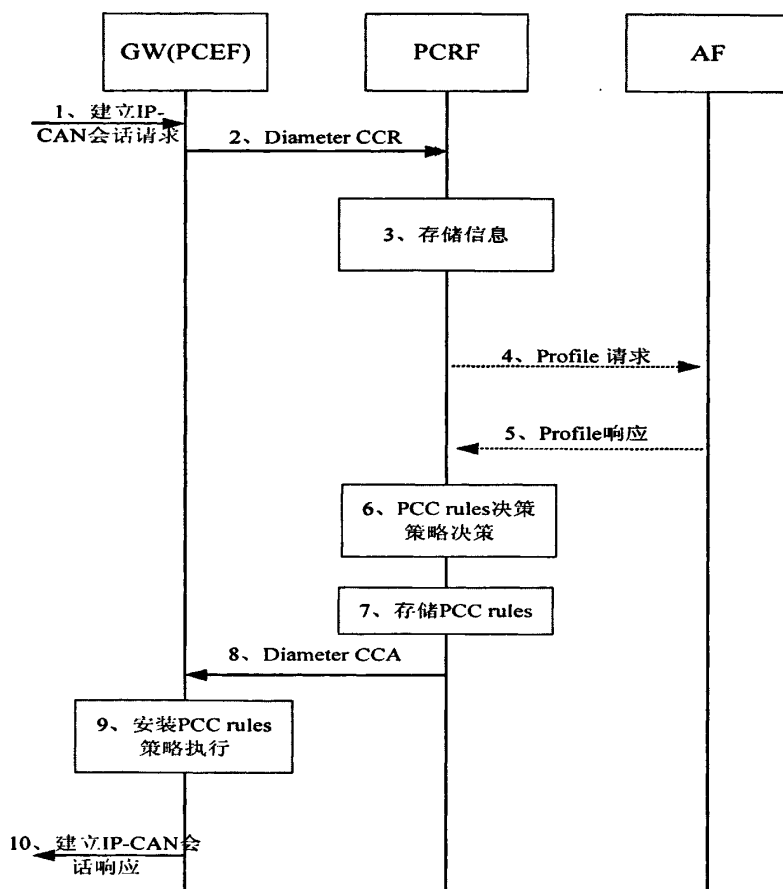 GW(PCEF)
PCRF
AF
1、建立IP-
CAN会话请求
2、Diameter CCR
3、存储信息
4、Profile 请求
5、Profile响应
6、PCC rules决策
策略决策
7、存储PCC rules
8、Diameter CCA
9、安装PCC rules
策略执行
10、建立IP-CAN会
话响应